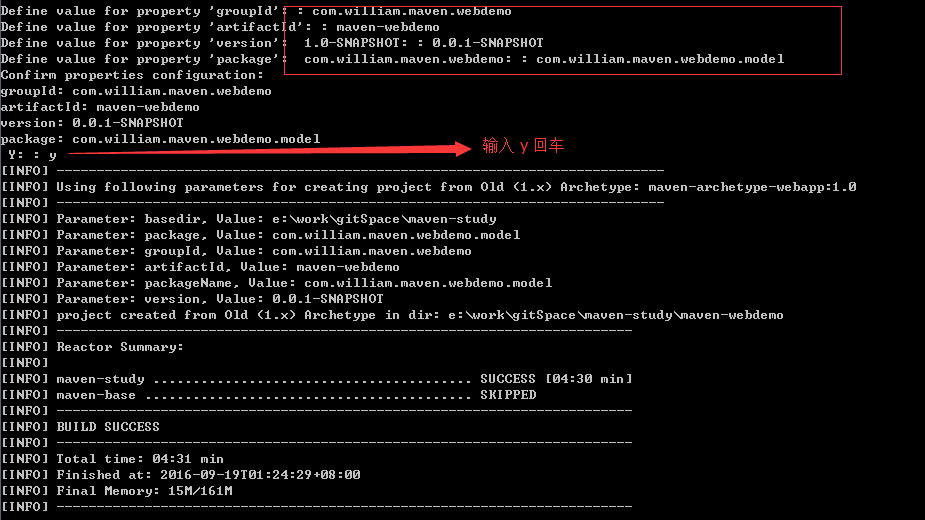 Define value for property 'groupId': : com.william.maven.webdemo
Define value for property 'artifactId': : maven-webdemo
Define value for property 'version':  1.0-SNAPSHOT: : 0.0.1-SNAPSHOT
Define value for property 'package':  com.william.maven.webdemo: : com.william.maven.webdemo.model
Confirm properties configuration:
groupId: com.william.maven.webdemo
artifactId: maven-webdemo
version: 0.0.1-SNAPSHOT
package: com.william.maven.webdemo.model
 Y: : y
输入 y 回车
[INFO] ----------------------------------------------------------------------------
[INFO] Using following parameters for creating project from Old (1.x) Archetype: maven-archetype-webapp:1.0
[INFO] ----------------------------------------------------------------------------
[INFO] Parameter: basedir, Value: e:\work\gitSpace\maven-study
[INFO] Parameter: package, Value: com.william.maven.webdemo.model
[INFO] Parameter: groupId, Value: com.william.maven.webdemo
[INFO] Parameter: artifactId, Value: maven-webdemo
[INFO] Parameter: packageName, Value: com.william.maven.webdemo.model
[INFO] Parameter: version, Value: 0.0.1-SNAPSHOT
[INFO] project created from Old (1.x) Archetype in dir: e:\work\gitSpace\maven-study\maven-webdemo
[INFO] ------------------------------------------------------------------------
[INFO] Reactor Summary:
[INFO]
[INFO] maven-study ........................................ SUCCESS [04:30 min]
[INFO] maven-base ......................................... SKIPPED
[INFO] ------------------------------------------------------------------------
[INFO] BUILD SUCCESS
[INFO] ------------------------------------------------------------------------
[INFO] Total time: 04:31 min
[INFO] Finished at: 2016-09-19T01:24:29+08:00
[INFO] Final Memory: 15M/161M
[INFO] ------------------------------------------------------------------------